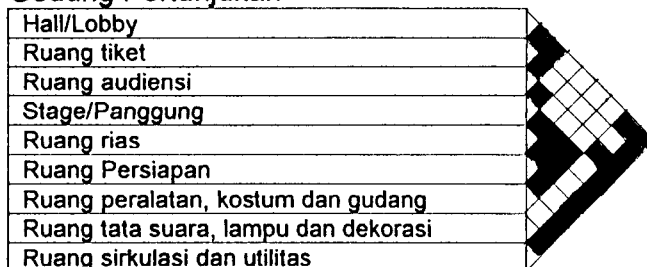 Hall/Lobby
Ruang tiket
Ruang audiensi
Stage/Panggung
Ruang rias
Ruang Persiapan
Ruang peralatan, kostum dan gudang
Ruang tata suara, lampu dan dekorasi
Ruang sirkulasi dan utilitas